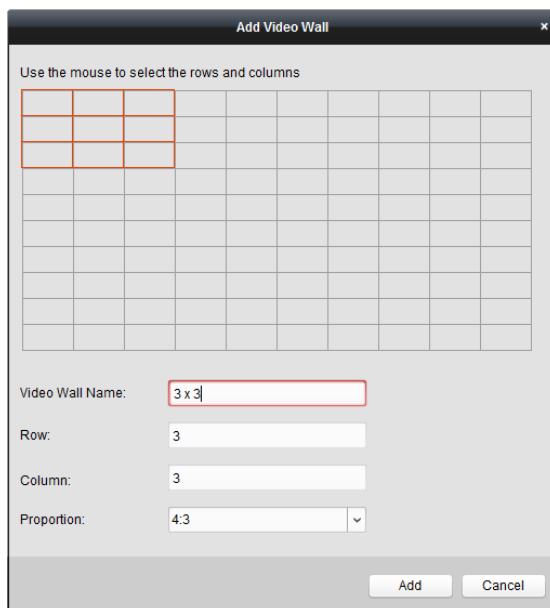 Add Video Wall
×
Use the mouse to select the rows and columns
Video Wall Name:
3 x 3
Row:
3
Column:
3
Proportion:
4:3
Add
Cancel